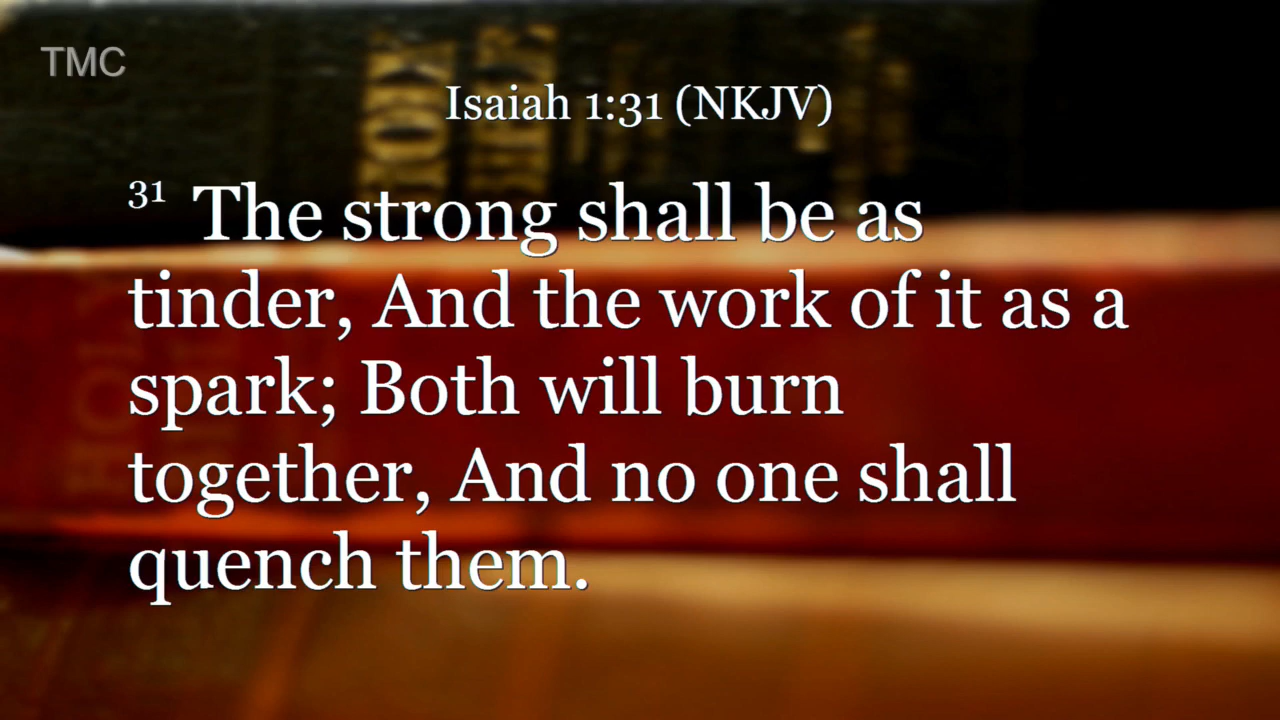 TMC
Isaiah 1:31 (NKJV)
31 The strong shall be as
tinder, And the work of it as a
spark; Both will burn
together, And no one shall
quench them.